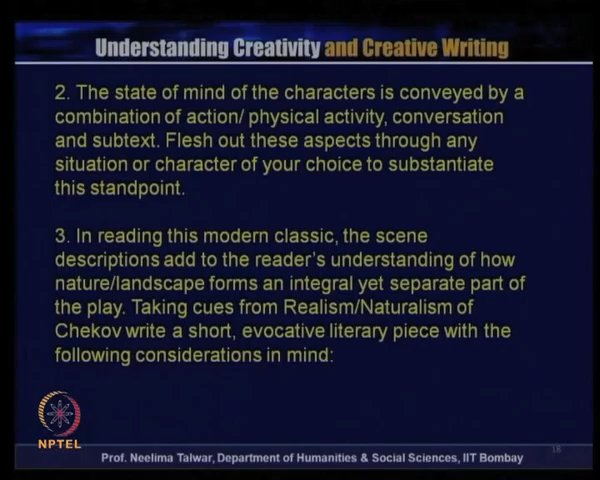 Understanding Creativity and Creative Writing
2. The state of mind of the characters is conveyed by a
combination of action/ physical activity, conversation
and subtext. Flesh out these aspects through any
situation or character of your choice to substantiate
this standpoint.
3. In reading this modern classic, the scene
descriptions add to the reader's understanding of how
nature/landscape forms an integral yet separate part of
the play. Taking cues from Realism/Naturalism of
Chekov write a short, evocative literary piece with the
following considerations in mind:
NPTEL
18
Prof. Neelima Talwar, Department of Humanities & Social Sciences, IIT Bombay